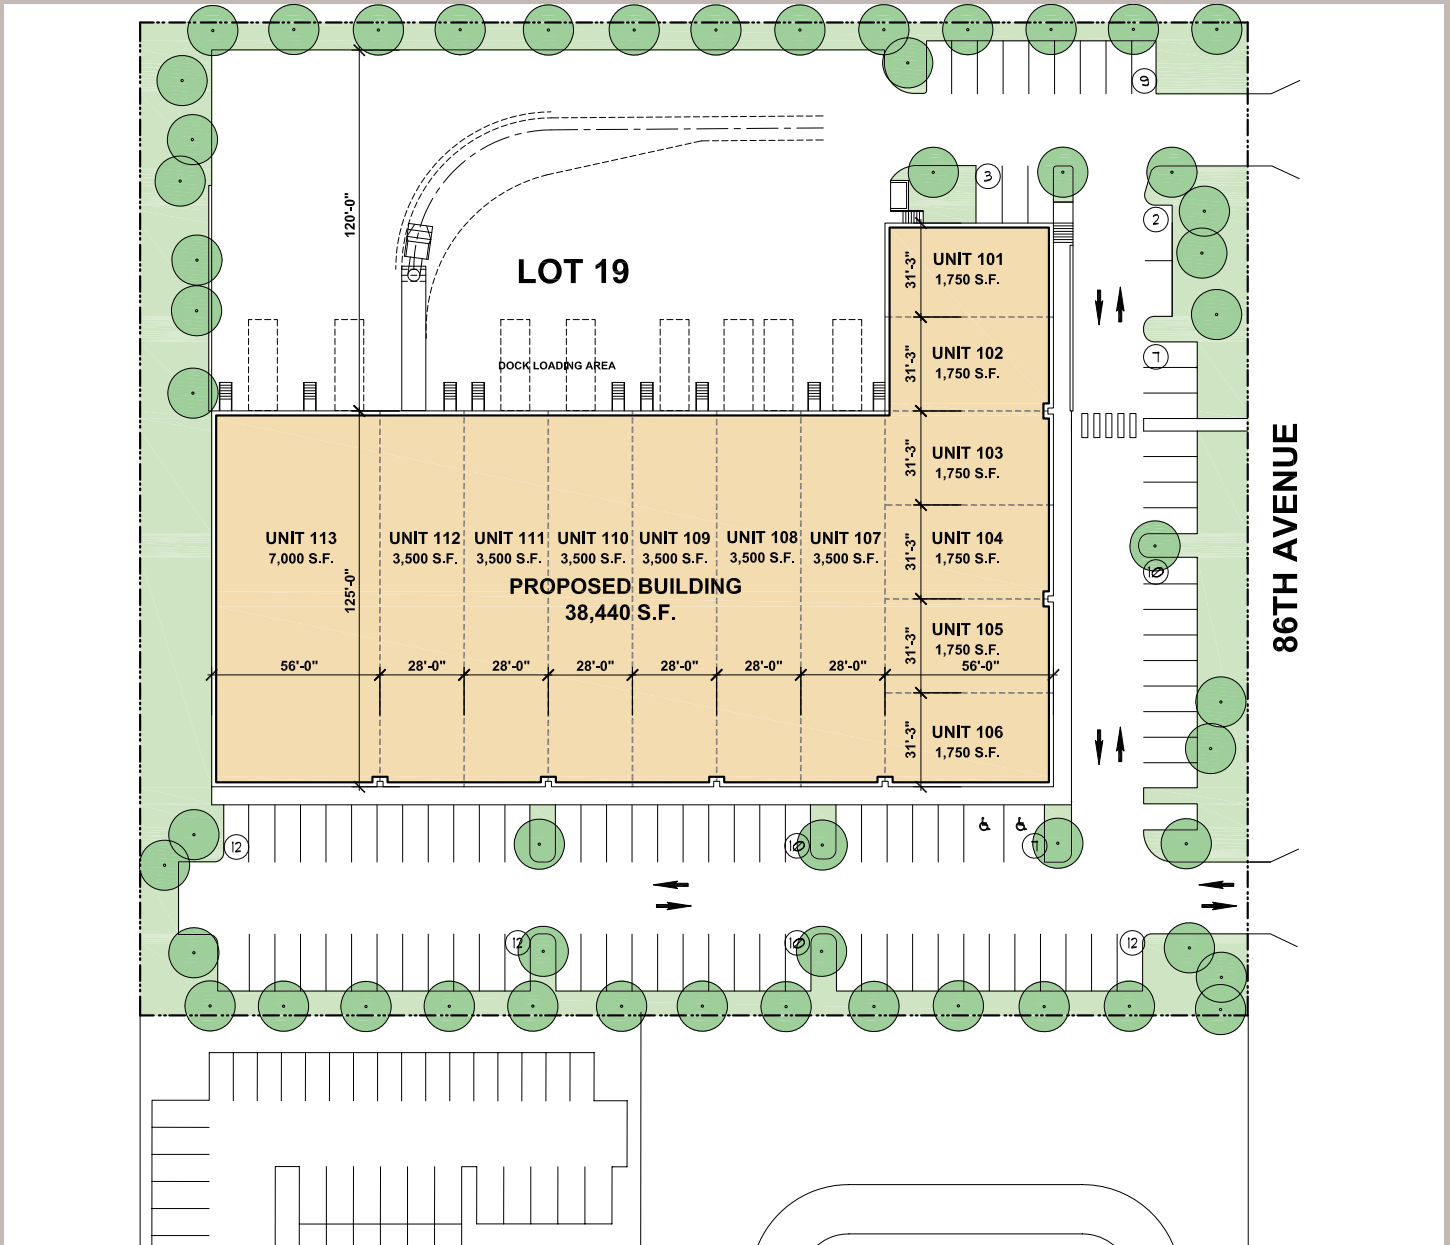 9
3
2
120'-0"
LOT 19
31'-3"
UNIT 101
1,750 S.F.
31'-3"
UNIT 102
1,750 S.F.
7
DOCK LOADING AREA
31'-3"
UNIT 103
1,750 S.F.
UNIT 113
7,000 S.F.
UNIT 112
3,500 S.F.
UNIT 111
3,500 S.F.
UNIT 110
3,500 S.F.
UNIT 109
3,500 S.F.
UNIT 108
3,500 S.F.
UNIT 107
3,500 S.F.
31'-3"
UNIT 104
1,750 S.F.
10
86TH AVENUE
125'-0"
PROPOSED BUILDING
38,440 S.F.
31'-3"
UNIT 105
1,750 S.F.
56'-0"
28'-0"
28'-0"
28'-0"
28'-0"
28'-0"
28'-0"
56'-0"
31'-3"
UNIT 106
1,750 S.F.
12
10
7
12
10
12